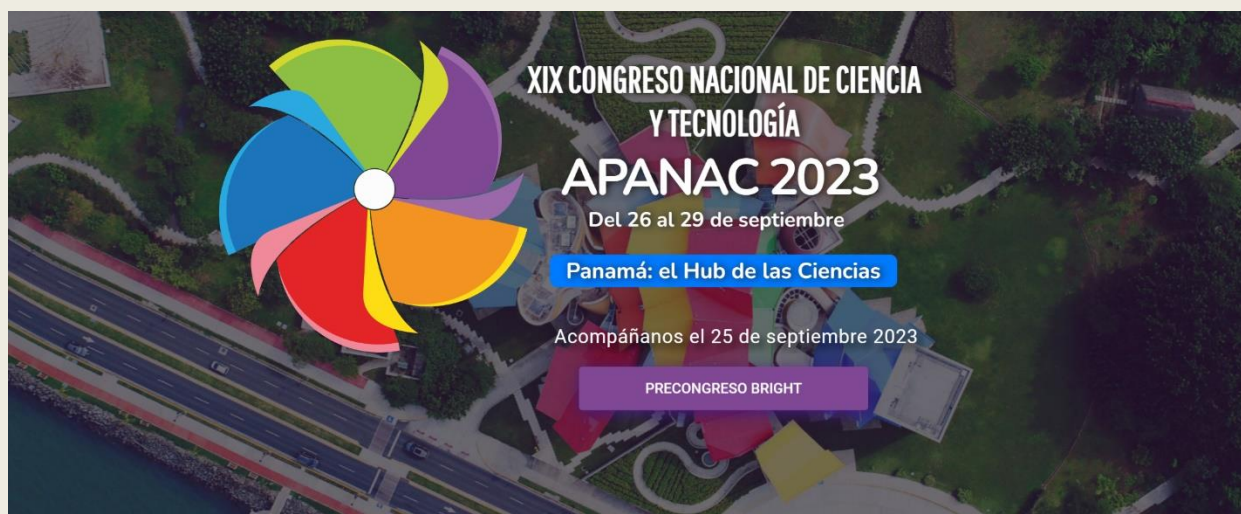 XIX CONGRESO NACIONAL DE CIENCIA
Y TECNOLOGÍA
APANAC 2023
Del 26 al 29 de septiembre
Panamá: el Hub de las Ciencias
Acompáñanos el 25 de septiembre 2023
PRECONGRESO BRIGHT